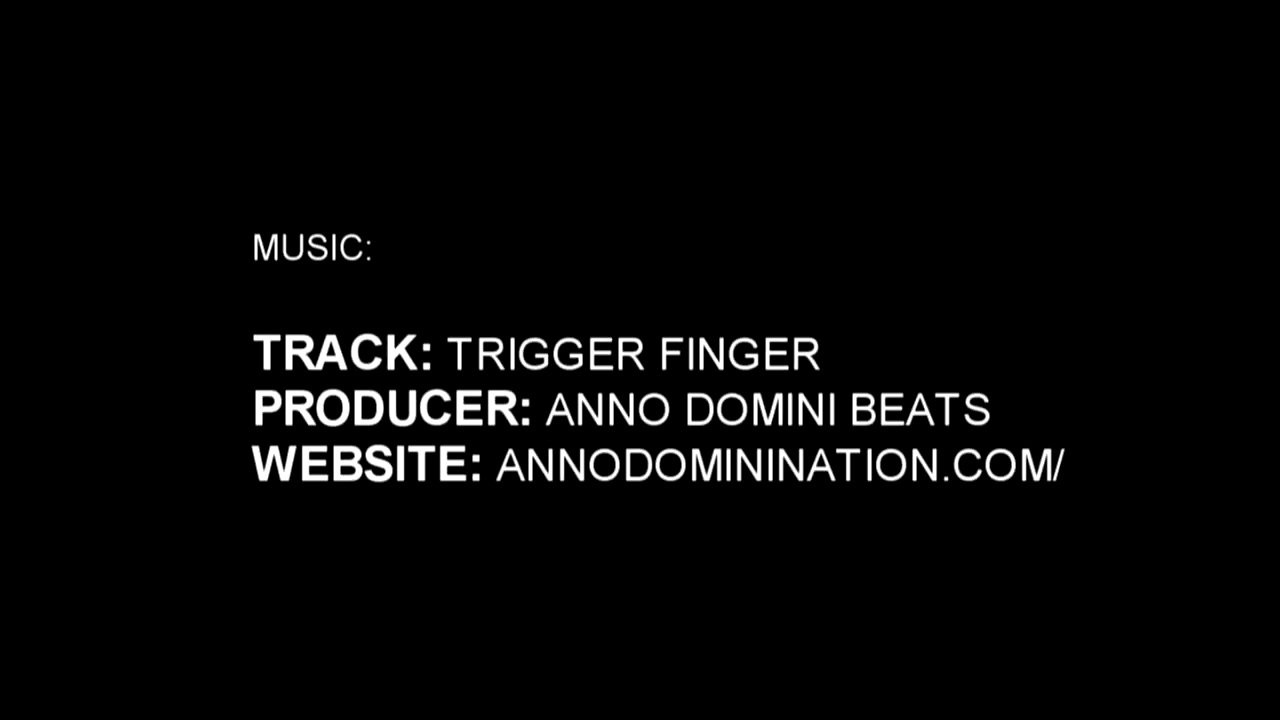 MUSIC:
TRACK: TRIGGER FINGER
PRODUCER: ANNO DOMINI BEATS
WEBSITE: ANNODOMININATION.COM/